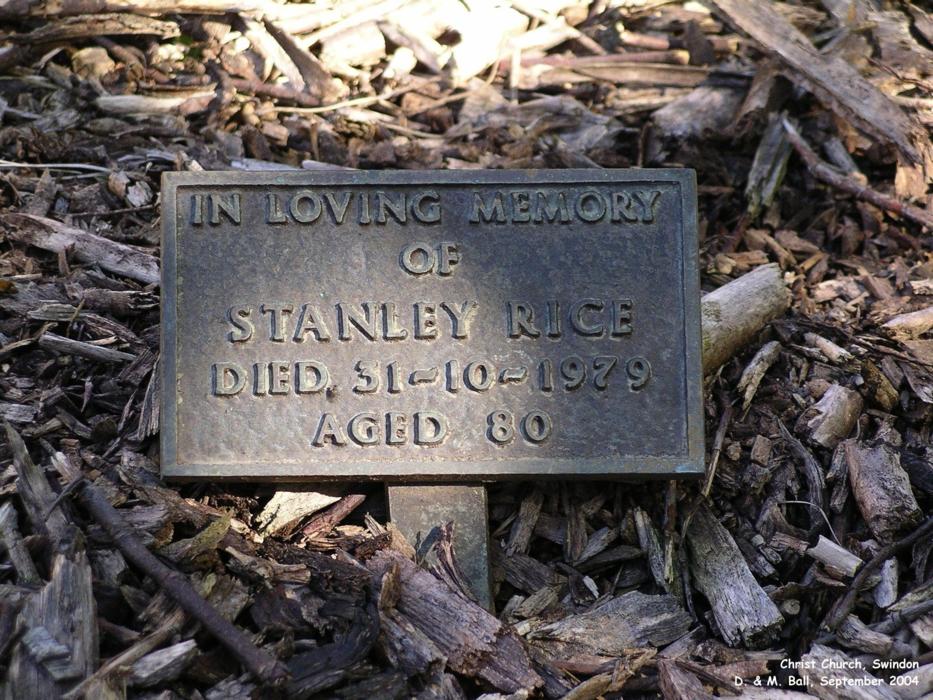 IN LOVING MEMORY
OF
STANLEY RICE
DIED. 31~10~1979
AGED 80
Christ Church, Swindon
D. & M. Ball, September 2004